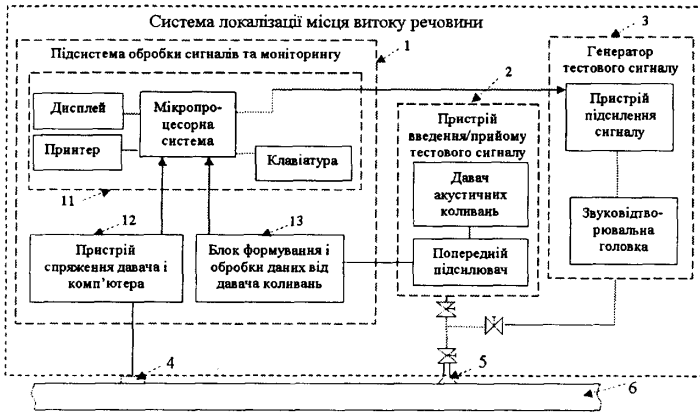 Система локалізації місця витоку речовини
3
1
Підсистема обробки сигналів та моніторингу
Генератор
тестового сигналу
2
Дисплей
Принтер
Мікропро-
цесорна
система
Клавіатура
11
Пристрій
введення/прийому
тестового сигналу
Давач
акустичних
коливань
Попередній
підсилювач
Пристрій
підсилення
сигналу
Звуковідтво-
рювальна
головка
12
13
Пристрій
спряження давача і
комп’ютера
Блок формування і
обробки даних від
давача коливань
4
5
6